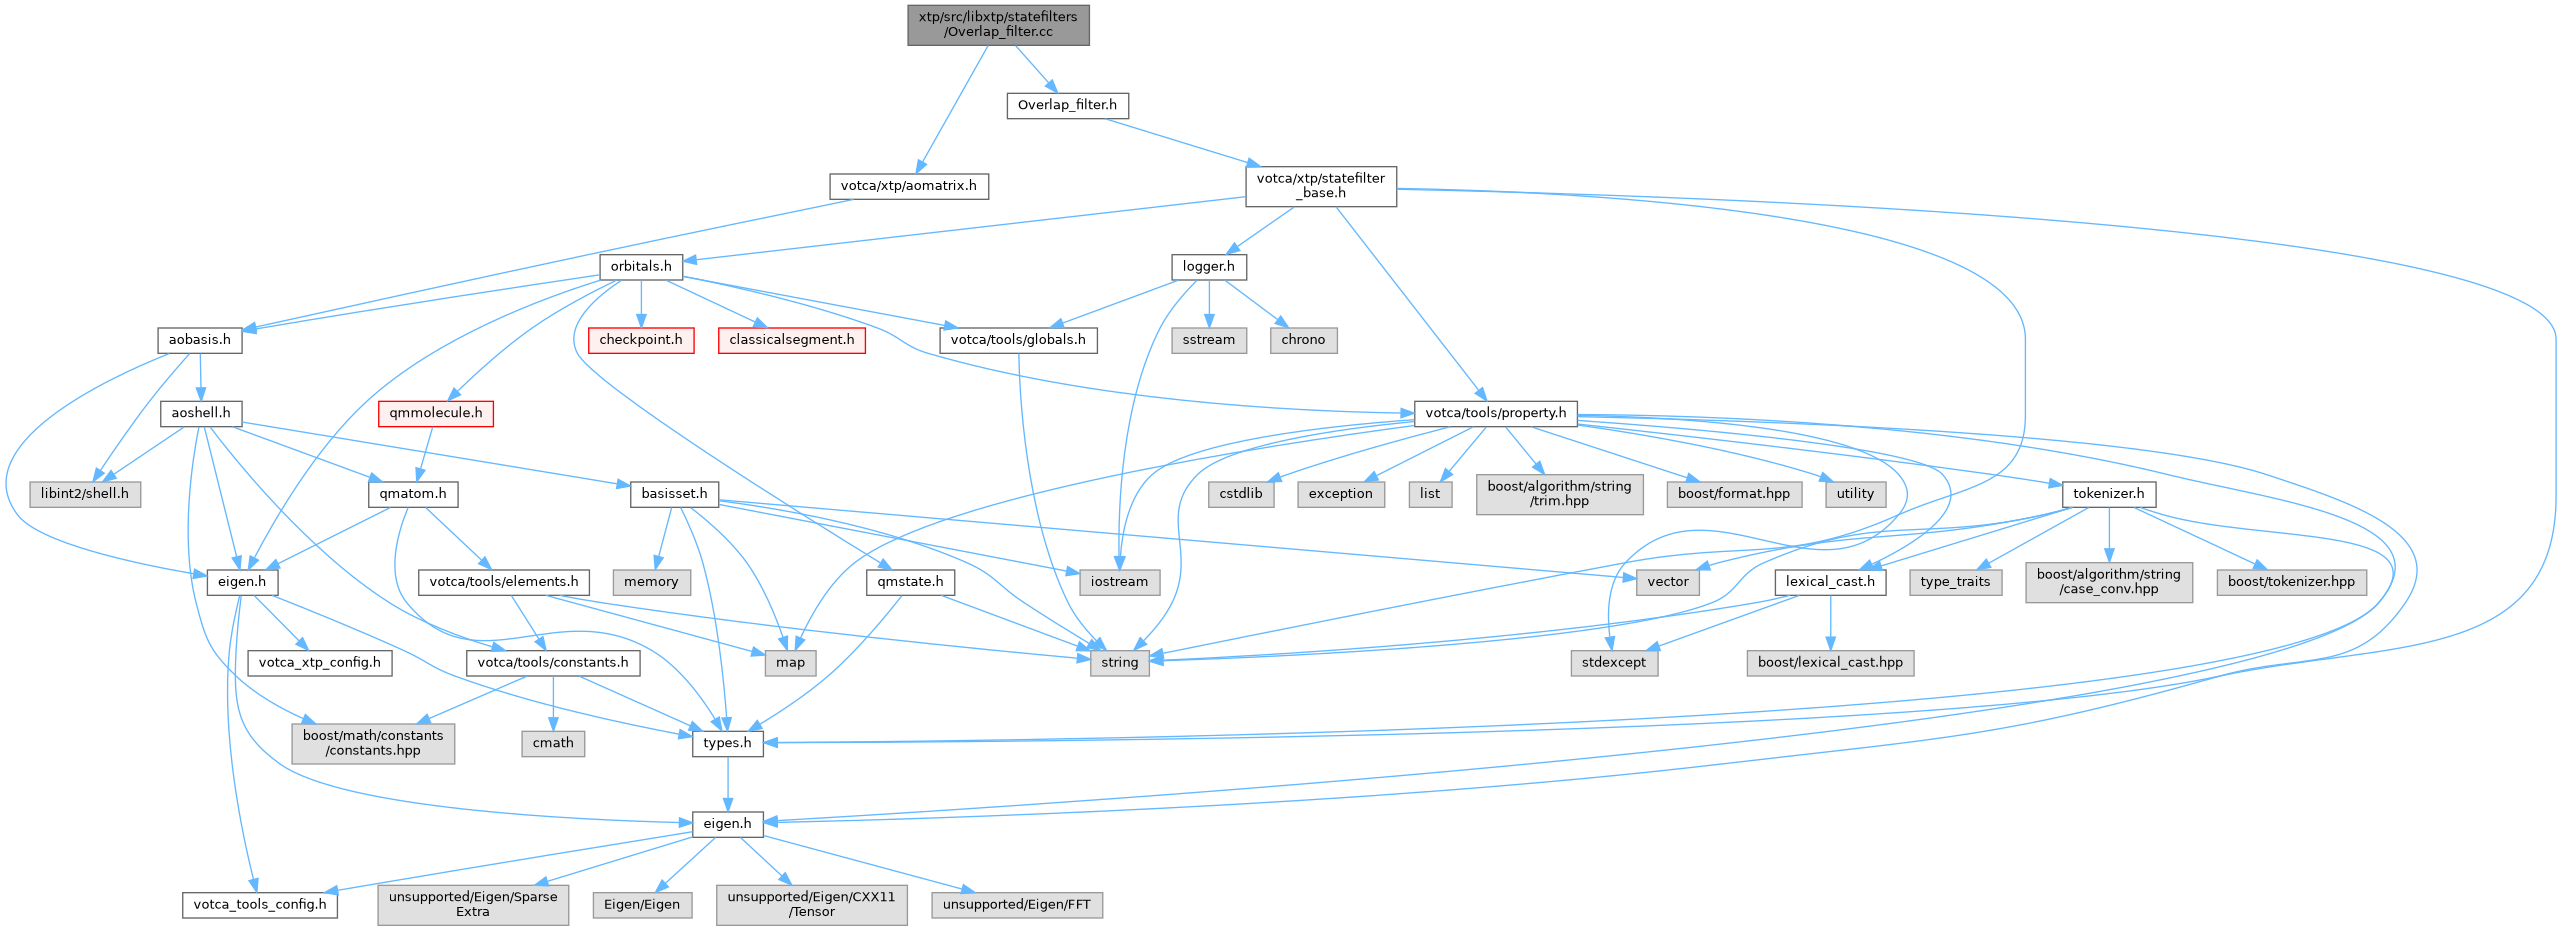 xtp/src/libxtp/statefilters
/Overlap_filter.cc
Overlap_filter.h
votca/xtp/aomatrix.h
votca/xtp/statefilter
_base.h
orbitals.h
logger.h
aobasis.h
checkpoint.h
classicalsegment.h
votca/tools/globals.h
sstream
chrono
aoshell.h
qmmolecule.h
votca/tools/property.h
libint2/shell.h
qmatom.h
basisset.h
cstdlib
exception
list
boost/algorithm/string
/trim.hpp
boost/format.hpp
utility
tokenizer.h
eigen.h
votca/tools/elements.h
memory
qmstate.h
iostream
vector
lexical_cast.h
type_traits
boost/algorithm/string
/case_conv.hpp
boost/tokenizer.hpp
votca_xtp_config.h
votca/tools/constants.h
map
string
stdexcept
boost/lexical_cast.hpp
boost/math/constants
/constants.hpp
cmath
types.h
eigen.h
votca_tools_config.h
unsupported/Eigen/Sparse
Extra
Eigen/Eigen
unsupported/Eigen/CXX11
/Tensor
unsupported/Eigen/FFT